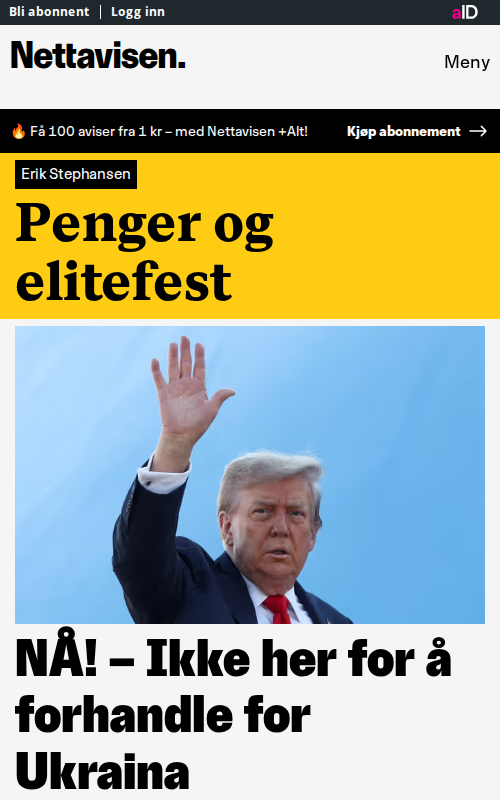 Bli abonnent | Logg inn
aID
Nettavisen.
Meny
🔥 Få 100 aviser fra 1 kr – med Nettavisen +Alt!
Kjøp abonnement →
Erik Stephansen
Penger og
elitefest
NÅ! – Ikke her for å
forhandle for
Ukraina